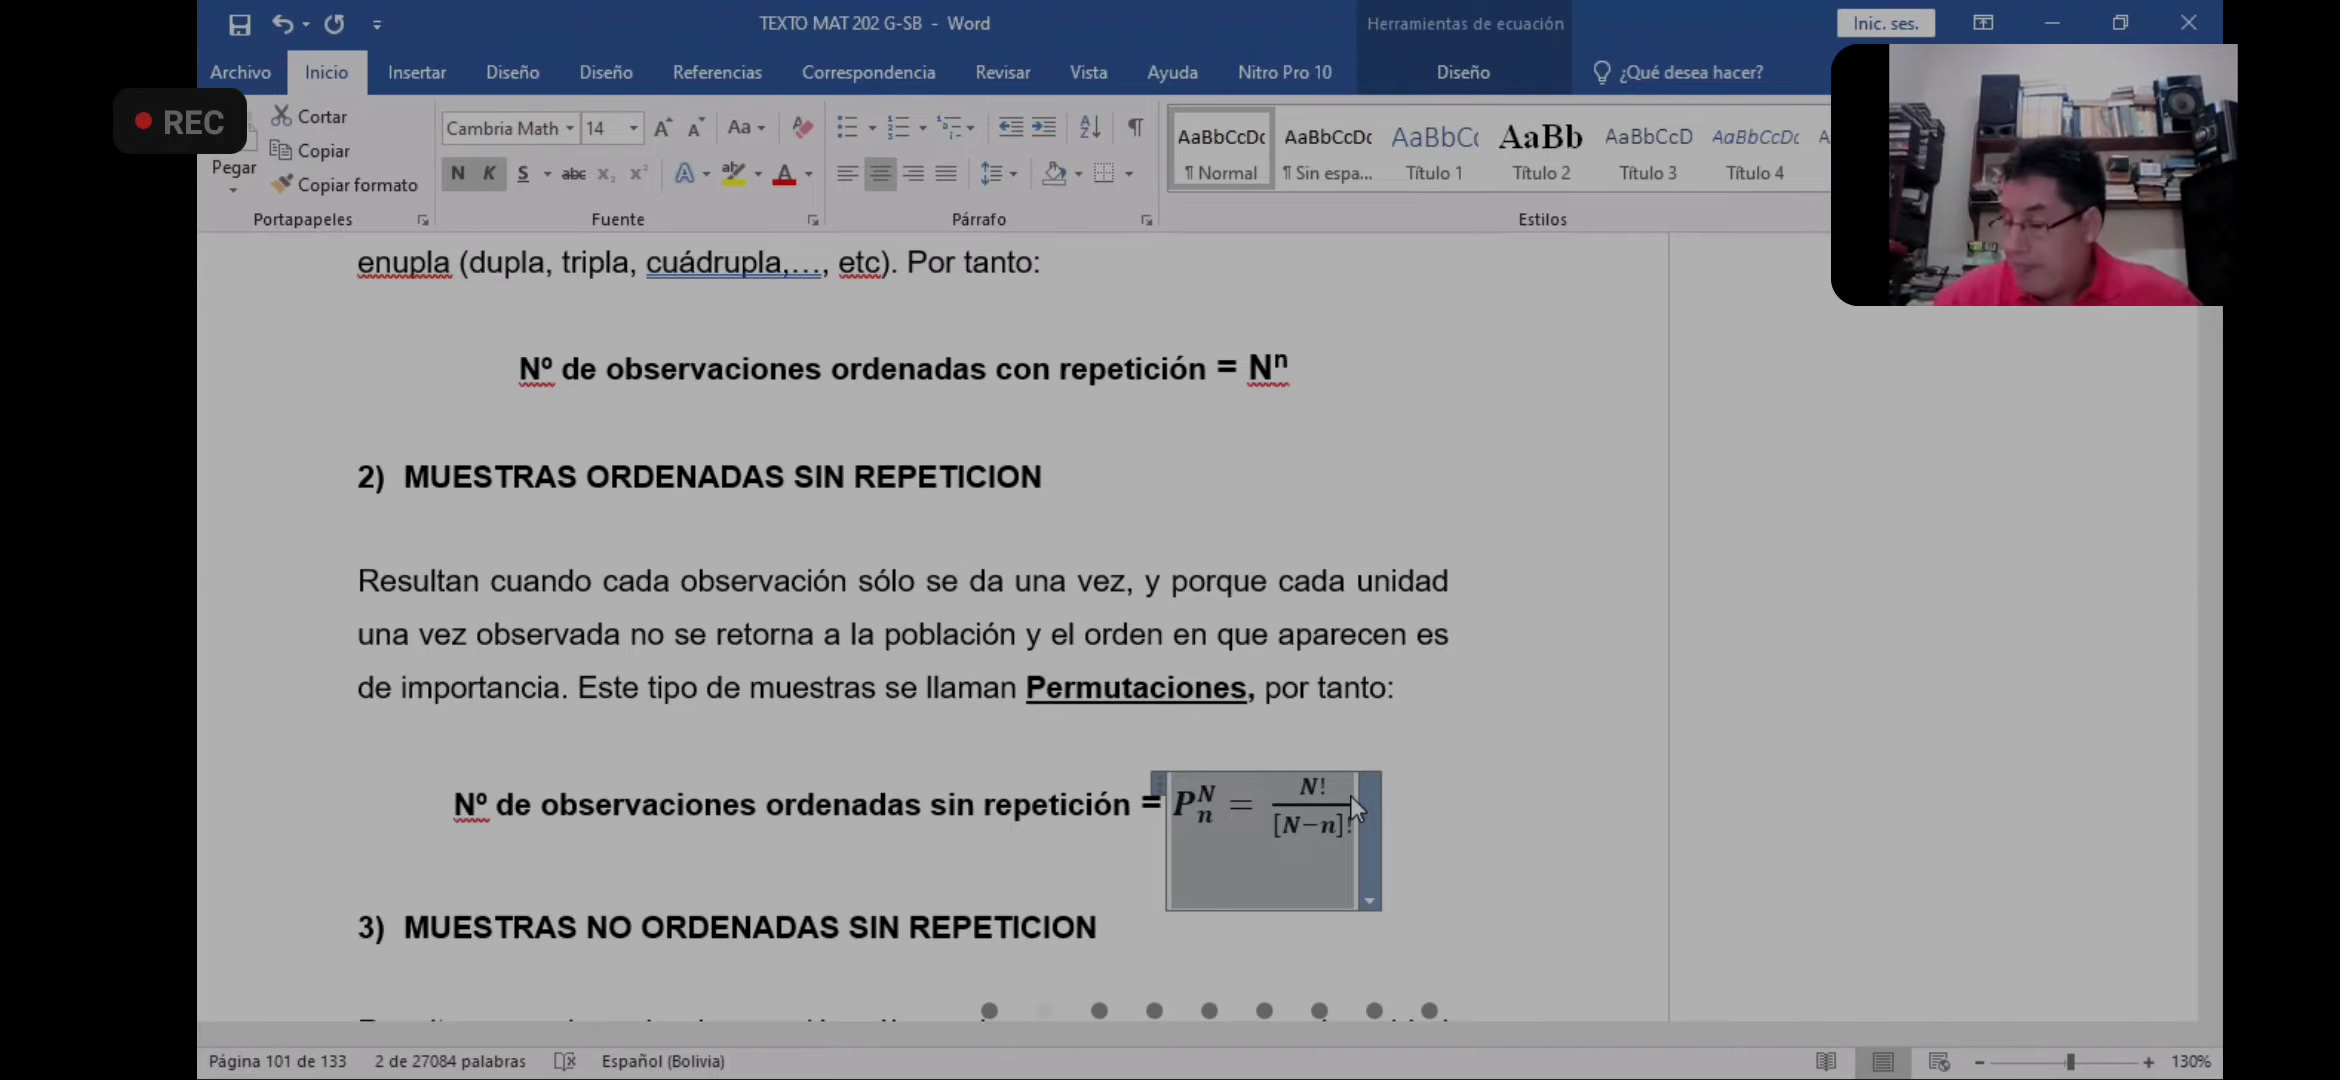 TEXTO MAT 202 G-SB - Word
Herramientas de ecuación
Inic. ses.
Archivo Inicio Insertar Diseño Diseño Referencias Correspondencia Revisar Vista Ayuda Nitro Pro 10 Diseño ¿Qué desea hacer?
REC
Pegar
Cortar
Copiar
Copiar formato
Portapapeles
Cambria Math 14
N K S abc
Fuente
Párrafo
AaBbCcDc AaBbCcDc AaBbC AaBb AaBbCcD AaBbCcDc
¶ Normal ¶ Sin espa... Título 1 Título 2 Título 3 Título 4
Estilos
enupla (dupla, tripla, cuádrupla,…, etc). Por tanto:
Nº de observaciones ordenadas con repetición = Nⁿ
2) MUESTRAS ORDENADAS SIN REPETICION
Resultan cuando cada observación sólo se da una vez, y porque cada unidad
una vez observada no se retorna a la población y el orden en que aparecen es
de importancia. Este tipo de muestras se llaman Permutaciones, por tanto:
Nº de observaciones ordenadas sin repetición = P_n^N = N! / [N−n]!
3) MUESTRAS NO ORDENADAS SIN REPETICION
Página 101 de 133 2 de 27084 palabras Español (Bolivia) 130%